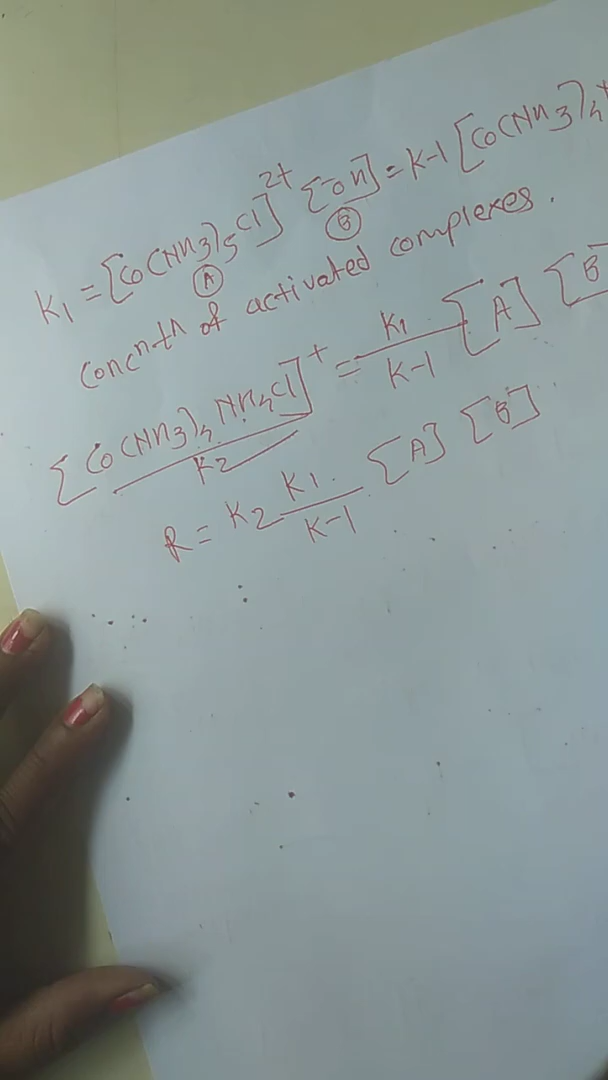 K1 = [Co(NH3)5Cl]2+ [-OH] = K-1 [Co(NH3)4+
A B
Concnth of activated complexes.
[Co(NH3)4 NH2Cl]+ = K1/K-1 [A] [B]
K2
R = K2 K1/K-1 [A] [B]